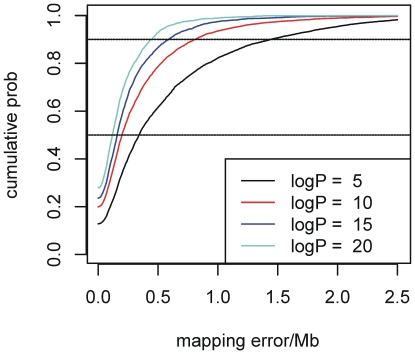 cumulative prob
1.0
0.8
0.6
0.4
0.2
0.0
logP = 5
logP = 10
logP = 15
logP = 20
0.0 0.5 1.0 1.5 2.0 2.5
mapping error/Mb